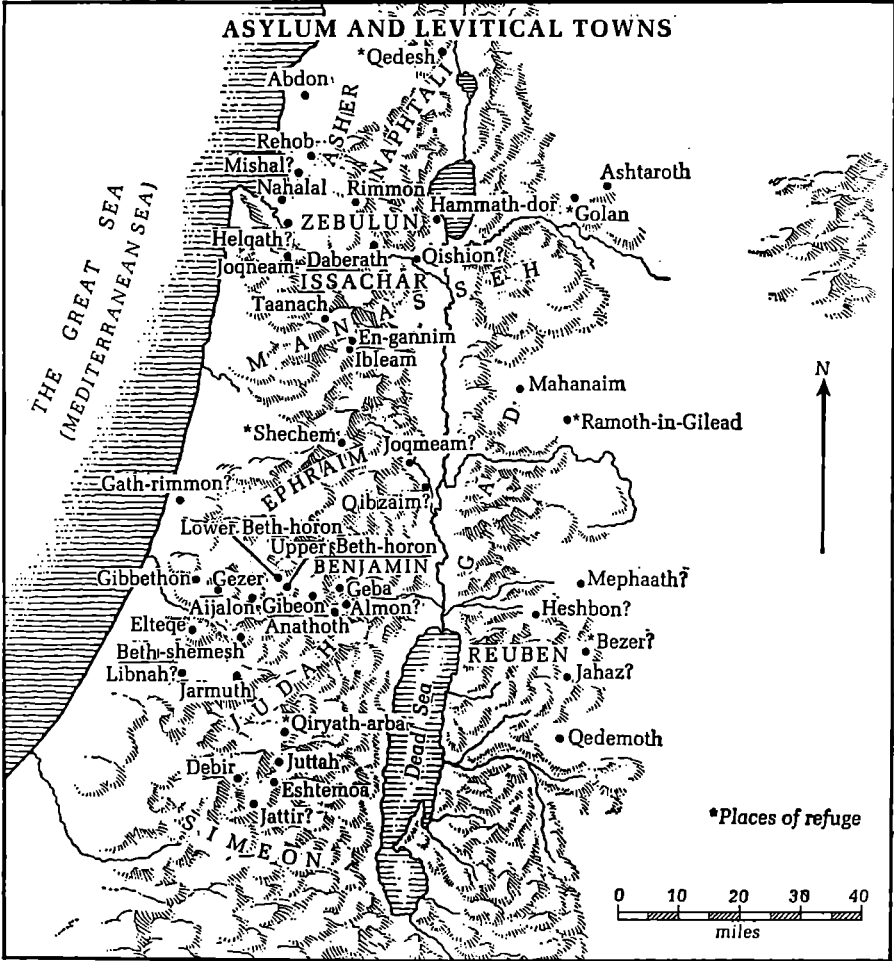 ASYLUM AND LEVITICAL TOWNS
*Qedesh
Abdon
ASHER
NAPHTALI
Rehob
Mishal?
Nahalal
Rimmon
Ashtaroth
Hammath-dor
*Golan
ZEBULUN
Helqath?
Daberath
Qishion?
Joqneam
ISSACHAR
MANASSEH
Taanach
En-gannim
Ibleam
THE GREAT SEA
(MEDITERRANEAN SEA)
N
Mahanaim
GAD
*Ramoth-in-Gilead
*Shechem
Joqmeam?
EPHRAIM
Gath-rimmon?
Qibzaim?
Lower Beth-horon
Upper Beth-horon
BENJAMIN
Gibbethon
Gezer
Geba
Mephaath?
Aijalon
Gibeon
Almon?
Heshbon?
Anathoth
Elteqe
Beth-shemesh
REUBEN
*Bezer?
Libnah?
Jarmuth
Jahaz?
JUDAH
*Qiryath-arba
Dead Sea
Qedemoth
Debir
Juttah
Eshtemoa
Jattir?
SIMEON
*Places of refuge
0 10 20 30 40
miles